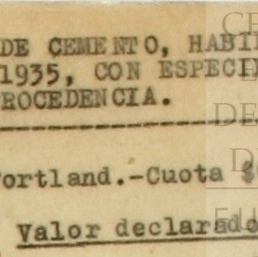 DE CEMENTO, HABI
1935, CON ESPECI
ROCEDENCIA.
Portland.-Cuota
Valor declarado